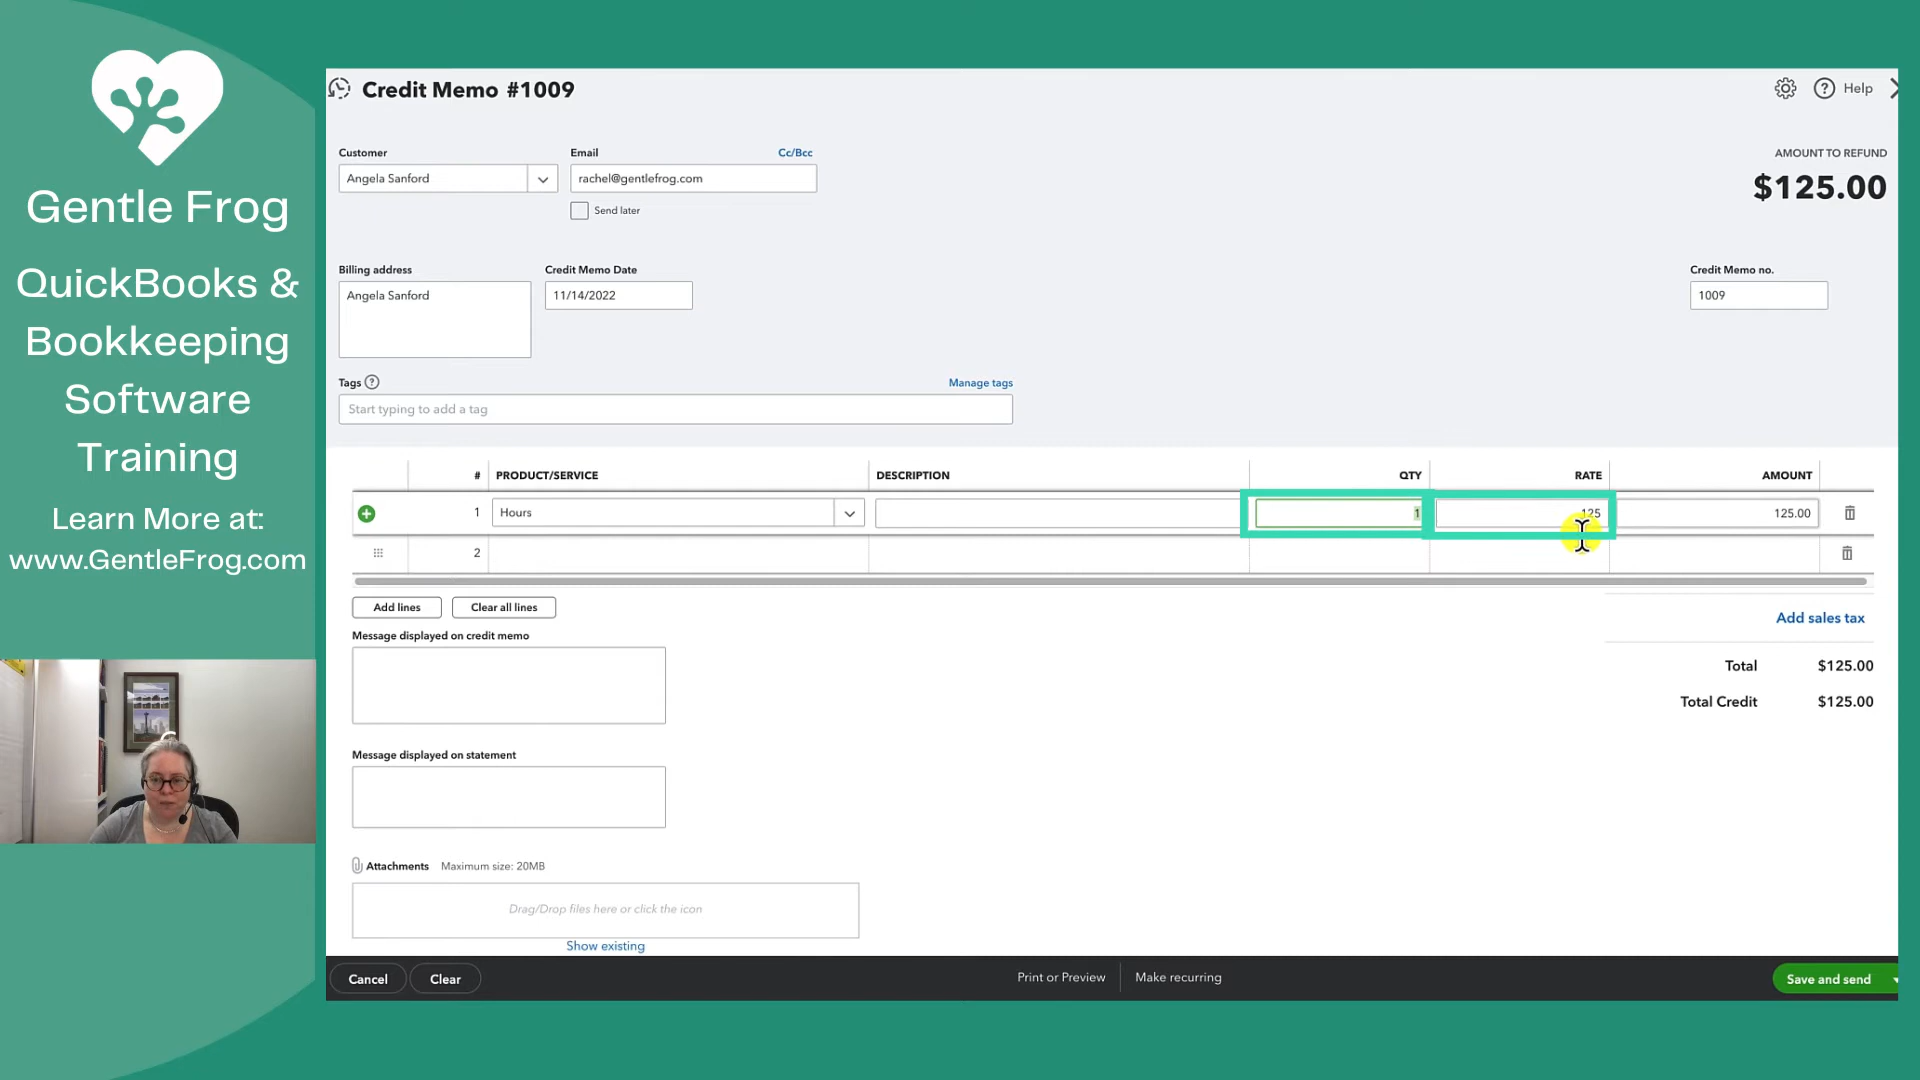 Gentle Frog
QuickBooks &
Bookkeeping
Software
Training
Learn More at:
www.GentleFrog.com
Credit Memo #1009
Help
Customer
Email
Cc/Bcc
AMOUNT TO REFUND
Angela Sanford
rachel@gentlefrog.com
$125.00
Send later
Billing address
Credit Memo Date
Credit Memo no.
Angela Sanford
11/14/2022
1009
Tags ?
Manage tags
Start typing to add a tag
# PRODUCT/SERVICE DESCRIPTION QTY RATE AMOUNT
1 Hours 1 125 125.00
2
Add lines
Clear all lines
Add sales tax
Message displayed on credit memo
Total $125.00
Total Credit $125.00
Message displayed on statement
Attachments Maximum size: 20MB
Drag/Drop files here or click the icon
Show existing
Cancel
Clear
Print or Preview
Make recurring
Save and send